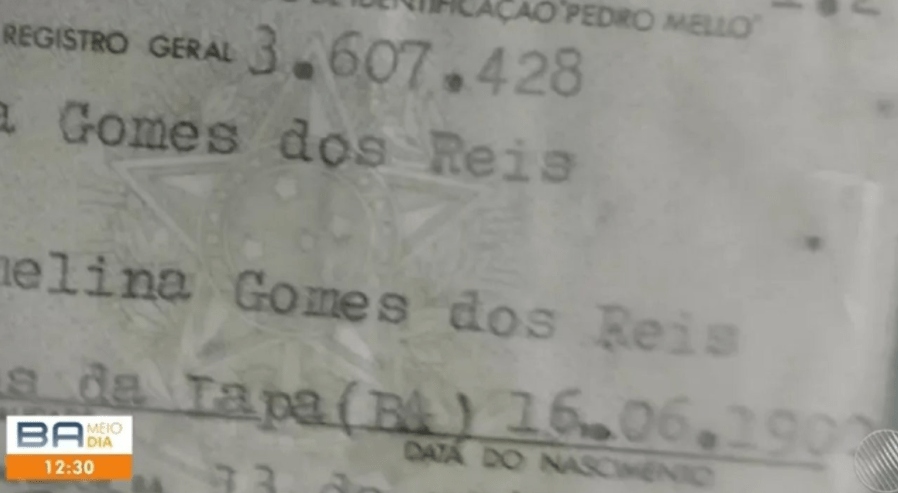 IDENTIFICAÇÃO "PEDRO MELLO"
REGISTRO GERAL 3.607.428
Gomes dos Reis
elina Gomes dos Reis
da Lapa(BA) 16.06.190
DATA DO NASCIMENTO
BA MEIO DIA
12:30